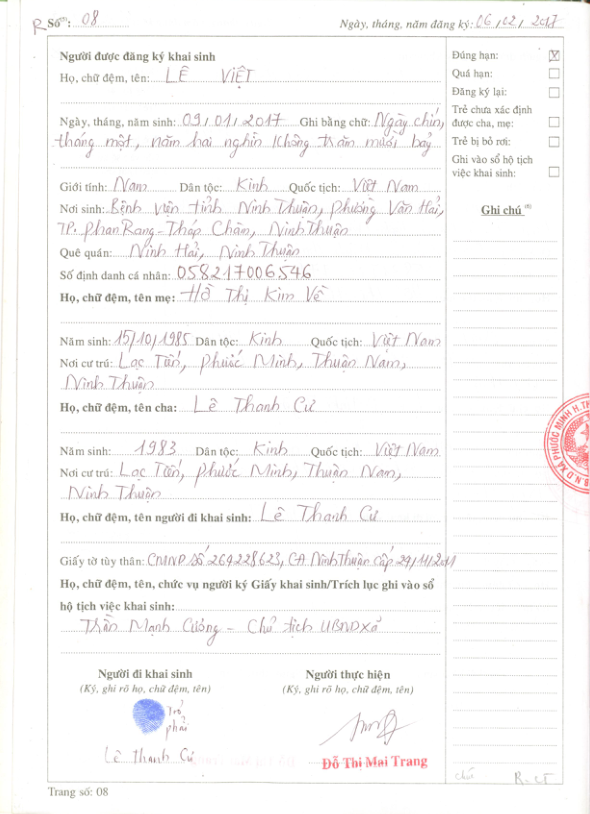 R Số⁽⁵⁾: 08 Ngày, tháng, năm đăng ký: 06/02/2017
Người được đăng ký khai sinh
Họ, chữ đệm, tên: LÊ VIỆT
Ngày, tháng, năm sinh: 09/01/2017 Ghi bằng chữ: Ngày chín,
tháng một, năm hai nghìn không trăm mười bảy
Giới tính: Nam Dân tộc: Kinh Quốc tịch: Việt Nam
Nơi sinh: Bệnh viện tỉnh Ninh Thuận, phường Văn Hải,
TP. Phan Rang-Tháp Chàm, Ninh Thuận
Quê quán: Ninh Hải, Ninh Thuận
Số định danh cá nhân: 058217006546
Họ, chữ đệm, tên mẹ: Hồ Thị Kim Vẽ
Năm sinh: 15/10/1985 Dân tộc: Kinh Quốc tịch: Việt Nam
Nơi cư trú: Lạc Tiến, Phước Minh, Thuận Nam,
Ninh Thuận
Họ, chữ đệm, tên cha: Lê Thanh Cư
Năm sinh: 1983 Dân tộc: Kinh Quốc tịch: Việt Nam
Nơi cư trú: Lạc Tiến, Phước Minh, Thuận Nam,
Ninh Thuận
Họ, chữ đệm, tên người đi khai sinh: Lê Thanh Cư
Giấy tờ tùy thân: CMND số 264228623, CA Ninh Thuận cấp 29/11/2011
Họ, chữ đệm, tên, chức vụ người ký Giấy khai sinh/Trích lục ghi vào sổ
hộ tịch việc khai sinh:
Trần Mạnh Cường - Chủ tịch UBND xã
Người đi khai sinh
(Ký, ghi rõ họ, chữ đệm, tên)
Trỏ
phải
Lê Thanh Cư
Người thực hiện
(Ký, ghi rõ họ, chữ đệm, tên)
Đỗ Thị Mai Trang
Đúng hạn: V
Quá hạn:
Đăng ký lại:
Trẻ chưa xác định
được cha, mẹ:
Trẻ bị bỏ rơi:
Ghi vào sổ hộ tịch
việc khai sinh:
Ghi chú ⁽⁶⁾
B.N.D XÃ PHƯỚC MINH H.TH
R.CT
Trang số: 08